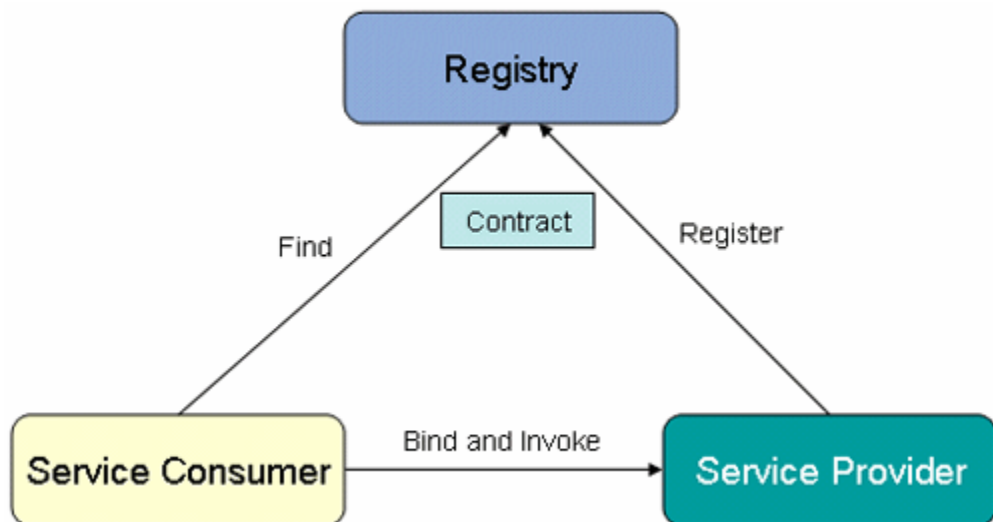 Registry
Contract
Find
Register
Bind and Invoke
Service Consumer
Service Provider